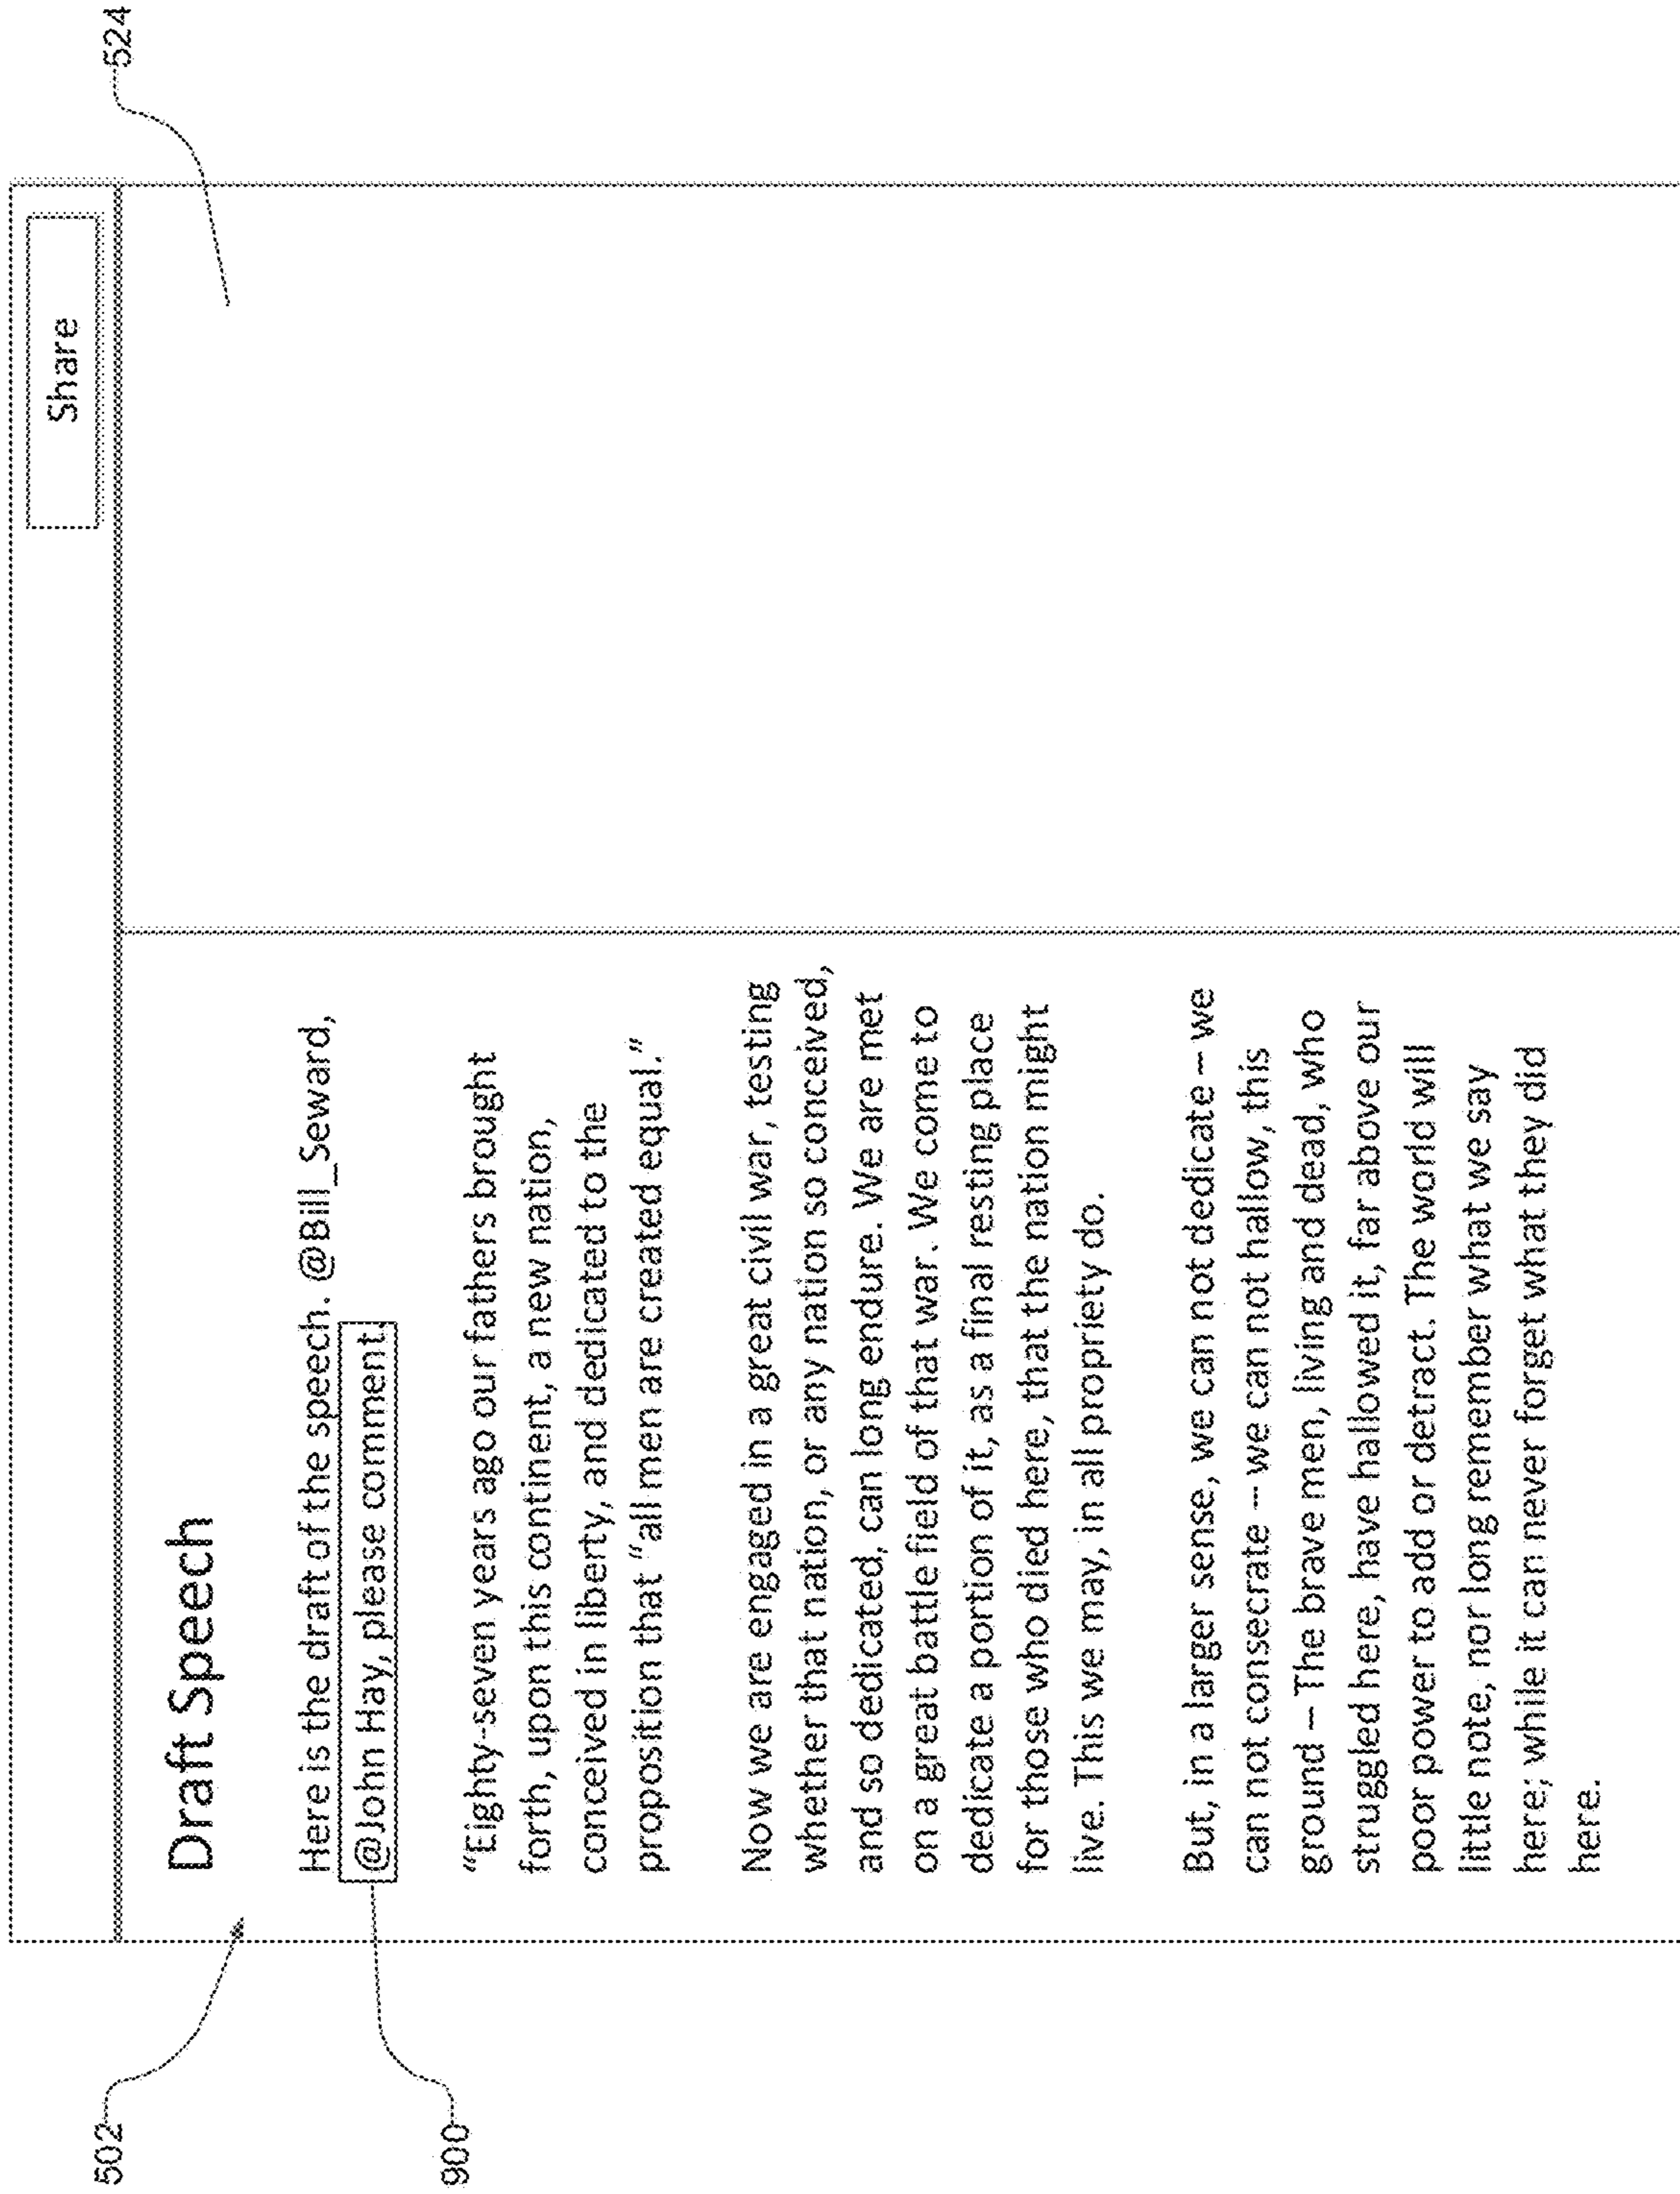 524
Share
502
Draft Speech
Here is the draft of the speech. @Bill_Seward,
@John Hay, please comment.
900
“Eighty-seven years ago our fathers brought
forth, upon this continent, a new nation,
conceived in liberty, and dedicated to the
proposition that “all men are created equal.”
Now we are engaged in a great civil war, testing
whether that nation, or any nation so conceived,
and so dedicated, can long endure. We are met
on a great battle field of that war. We come to
dedicate a portion of it, as a final resting place
for those who died here, that the nation might
live. This we may, in all propriety do.
But, in a larger sense, we can not dedicate – we
can not consecrate – we can not hallow, this
ground – The brave men, living and dead, who
struggled here, have hallowed it, far above our
poor power to add or detract. The world will
little note, nor long remember what we say
here; while it can never forget what they did
here.